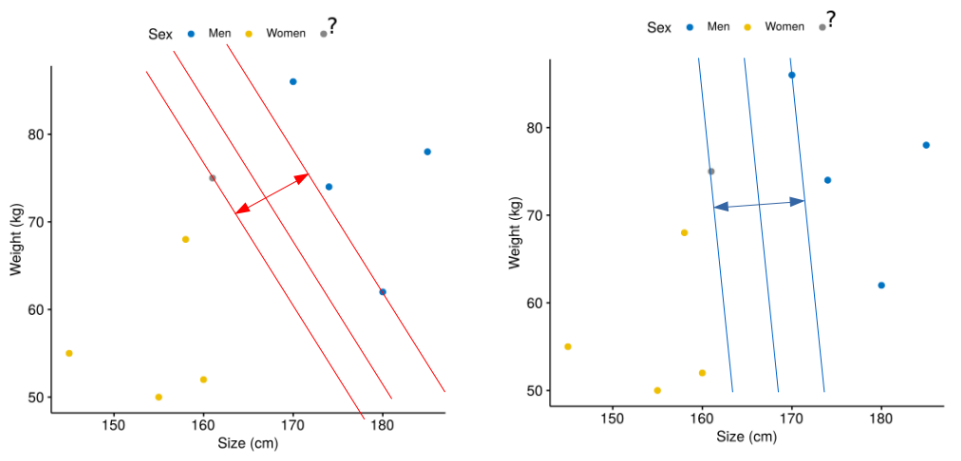 Sex Men Women ?
Weight (kg)
80
70
60
50
150 160 170 180
Size (cm)
Sex Men Women ?
Weight (kg)
80
70
60
50
150 160 170 180
Size (cm)